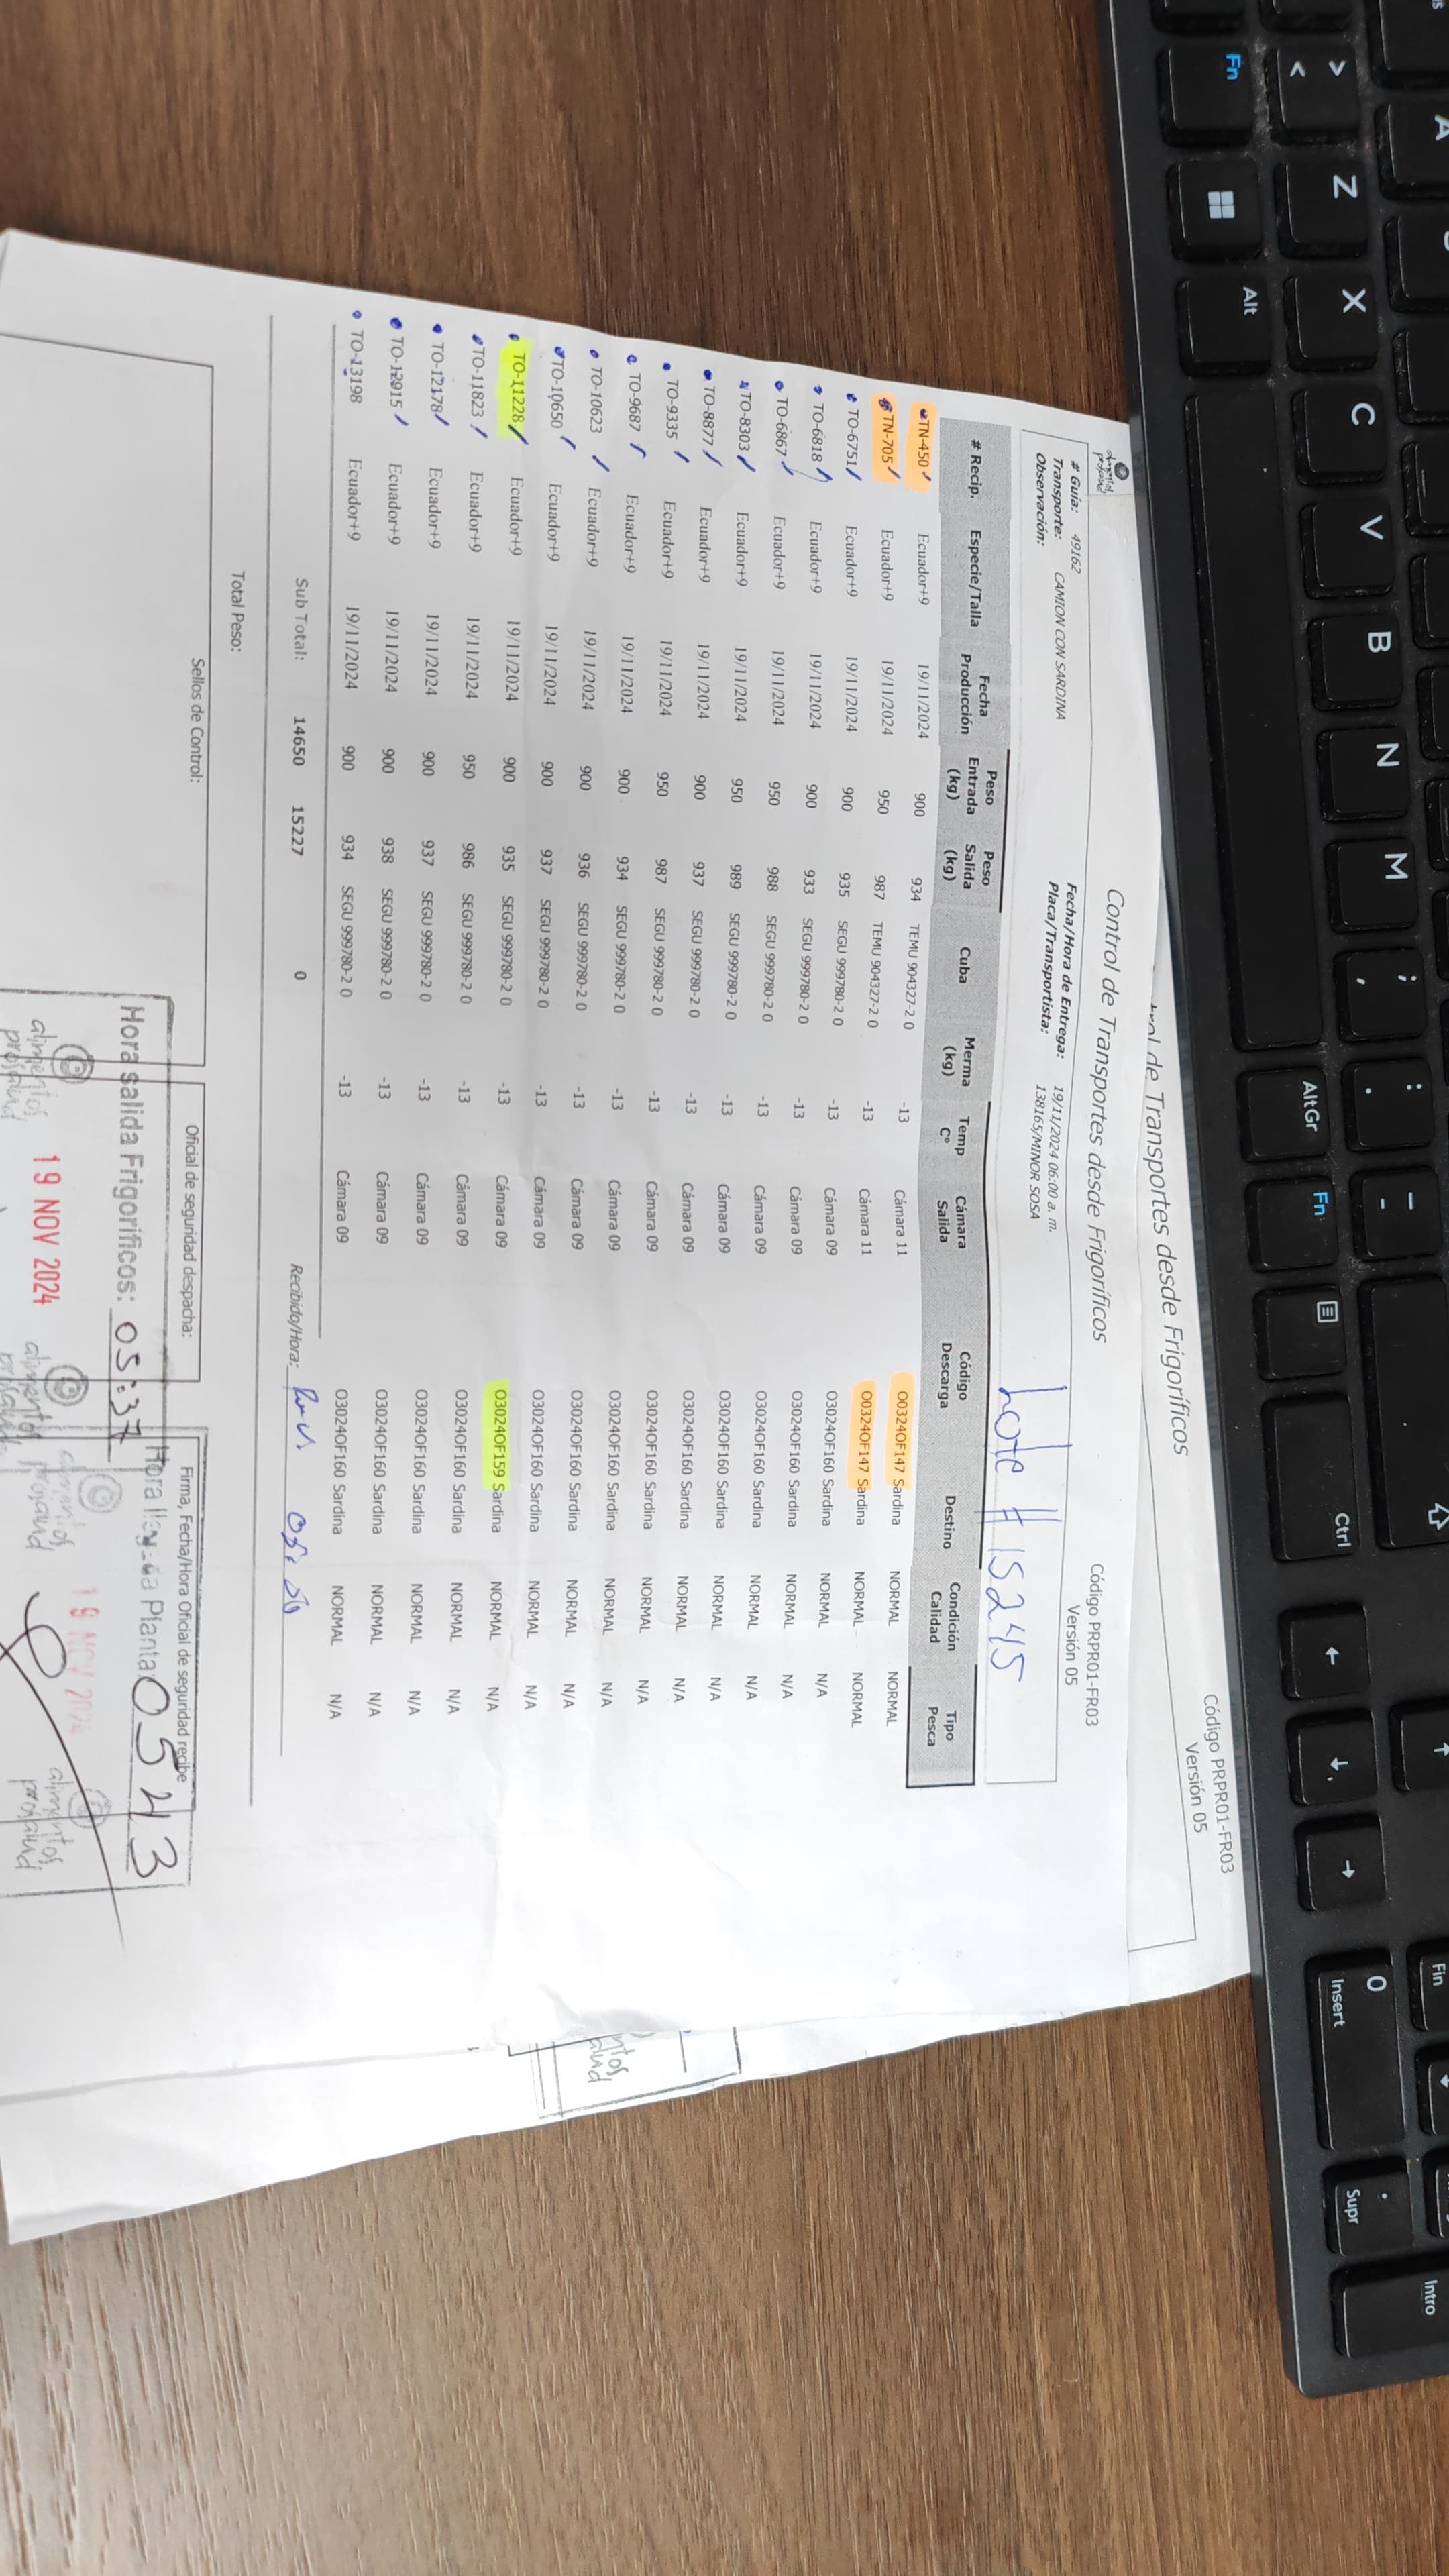 A
Z X C V B N M ; , : . – -
> <
Fn Alt AltGr Fn Ctrl
Fin Intro
0 Insert . Supr
Código PRPR01-FR03
Versión 05
de Transportes desde Frigoríficos
alimentos prosalud
Control de Transportes desde Frigoríficos
Código PRPR01-FR03
Versión 05
# Guía: 49162 Fecha/Hora de Entrega: 19/11/2024 06:00 a. m.
Transporte: CAMION CON SARDINA Placa/Transportista: 138165/MINOR SOSA
Observación:
Lote # 15245
# Recip. Especie/Talla Fecha Producción Peso Entrada (kg) Peso Salida (kg) Cuba Merma (kg) Temp C° Cámara Salida Código Descarga Destino Condición Calidad Tipo Pesca
TN-450 Ecuador+9 19/11/2024 900 934 TEMU 904327-2 0 -13 Cámara 11 O0324OF147 Sardina NORMAL NORMAL
TN-705 Ecuador+9 19/11/2024 950 987 TEMU 904327-2 0 -13 Cámara 11 O0324OF147 Sardina NORMAL NORMAL
TO-6751 Ecuador+9 19/11/2024 900 935 SEGU 999780-2 0 -13 Cámara 09 O3024OF160 Sardina NORMAL N/A
TO-6818 Ecuador+9 19/11/2024 900 933 SEGU 999780-2 0 -13 Cámara 09 O3024OF160 Sardina NORMAL N/A
TO-6867 Ecuador+9 19/11/2024 950 988 SEGU 999780-2 0 -13 Cámara 09 O3024OF160 Sardina NORMAL N/A
TO-8303 Ecuador+9 19/11/2024 950 989 SEGU 999780-2 0 -13 Cámara 09 O3024OF160 Sardina NORMAL N/A
TO-8877 Ecuador+9 19/11/2024 900 937 SEGU 999780-2 0 -13 Cámara 09 O3024OF160 Sardina NORMAL N/A
TO-9335 Ecuador+9 19/11/2024 950 987 SEGU 999780-2 0 -13 Cámara 09 O3024OF160 Sardina NORMAL N/A
TO-9687 Ecuador+9 19/11/2024 900 934 SEGU 999780-2 0 -13 Cámara 09 O3024OF160 Sardina NORMAL N/A
TO-10623 Ecuador+9 19/11/2024 900 936 SEGU 999780-2 0 -13 Cámara 09 O3024OF160 Sardina NORMAL N/A
TO-10650 Ecuador+9 19/11/2024 900 937 SEGU 999780-2 0 -13 Cámara 09 O3024OF160 Sardina NORMAL N/A
TO-11228 Ecuador+9 19/11/2024 900 935 SEGU 999780-2 0 -13 Cámara 09 O3024OF159 Sardina NORMAL N/A
TO-11823 Ecuador+9 19/11/2024 950 986 SEGU 999780-2 0 -13 Cámara 09 O3024OF160 Sardina NORMAL N/A
TO-12178 Ecuador+9 19/11/2024 900 937 SEGU 999780-2 0 -13 Cámara 09 O3024OF160 Sardina NORMAL N/A
TO-12915 Ecuador+9 19/11/2024 900 938 SEGU 999780-2 0 -13 Cámara 09 O3024OF160 Sardina NORMAL N/A
TO-13198 Ecuador+9 19/11/2024 900 934 SEGU 999780-2 0 -13 Cámara 09 O3024OF160 Sardina NORMAL N/A
Sub Total: 14650 15227 0 Recibido/Hora:
Total Peso:
Sellos de Control: Oficial de seguridad despacha: Firma, Fecha/Hora Oficial de seguridad recibe
Hora salida Frigoríficos: 05:37 Hora llegada Planta: 0543
alimentos prosalud 19 NOV 2024 alimentos prosalud
alimentos prosalud 19 NOV 2024 alimentos prosalud